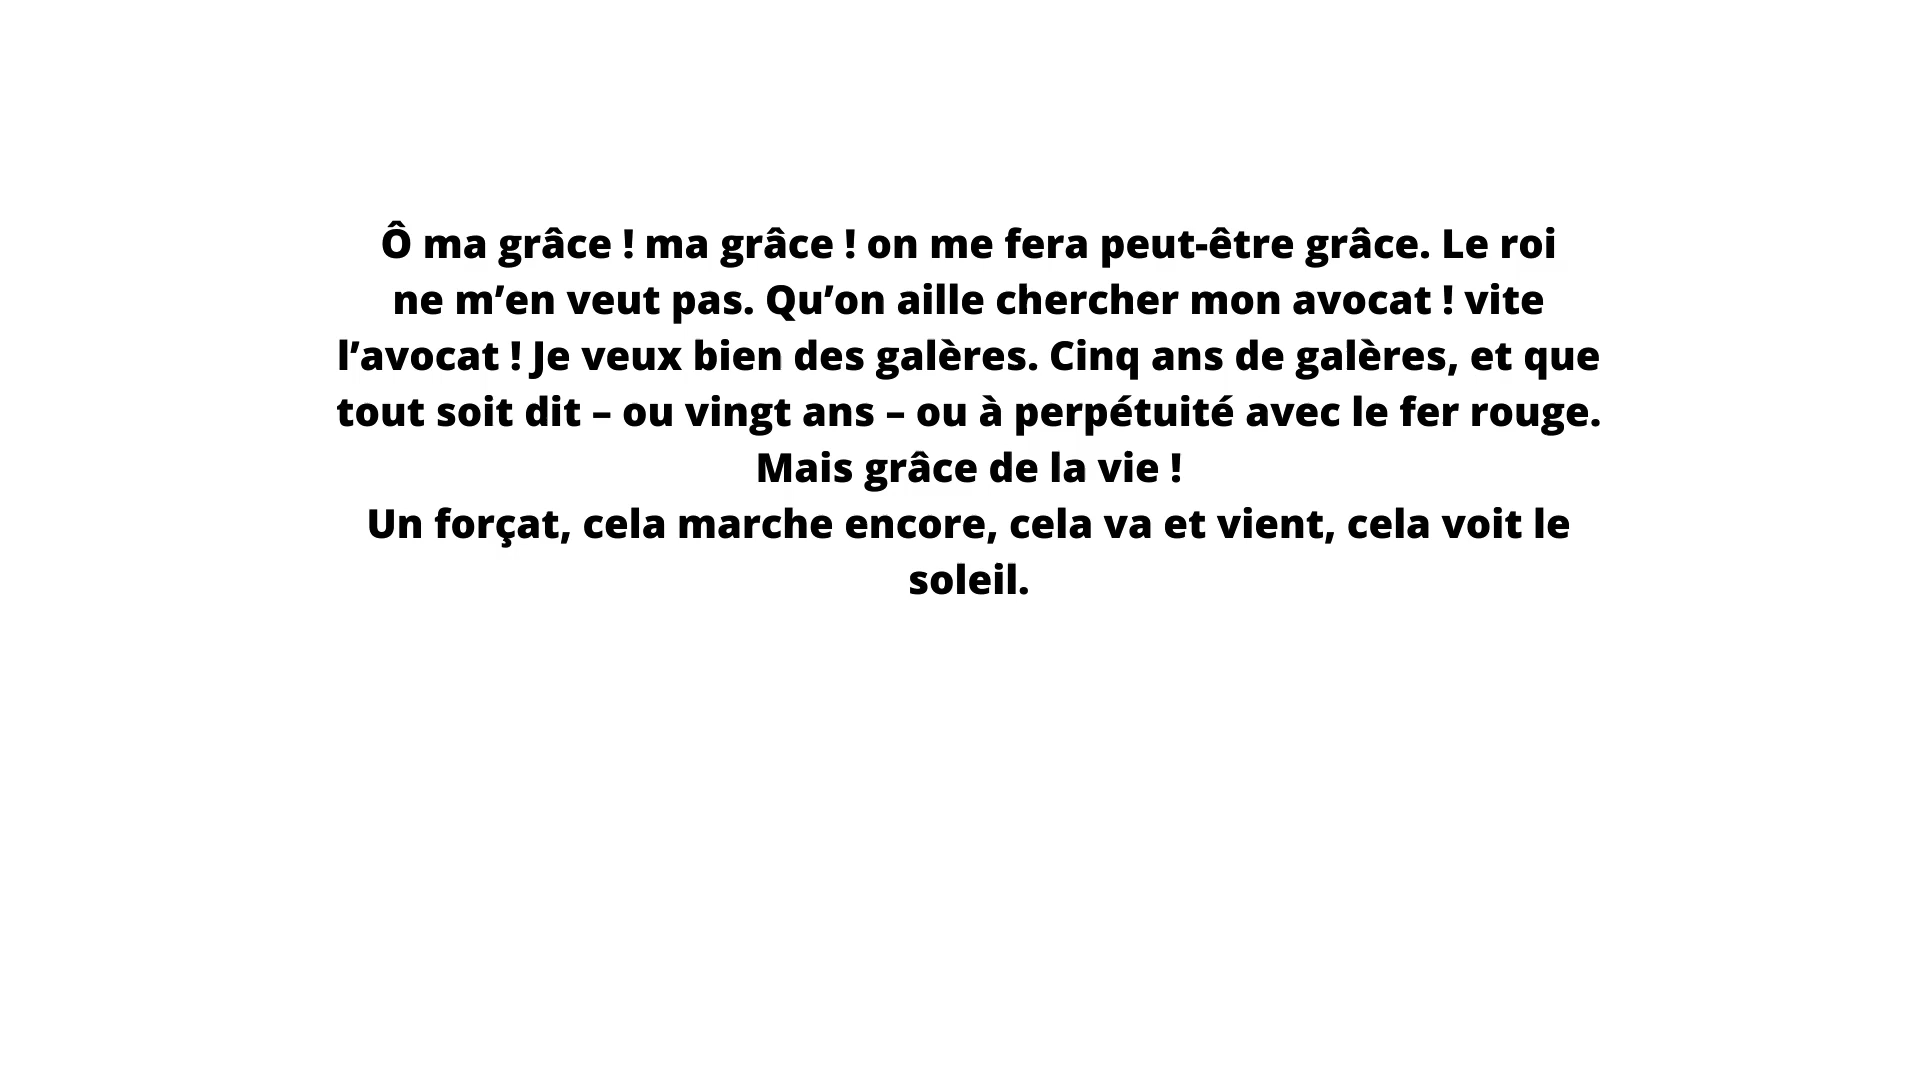 Ô ma grâce ! ma grâce ! on me fera peut-être grâce. Le roi
ne m’en veut pas. Qu’on aille chercher mon avocat ! vite
l’avocat ! Je veux bien des galères. Cinq ans de galères, et que
tout soit dit – ou vingt ans – ou à perpétuité avec le fer rouge.
Mais grâce de la vie !
Un forçat, cela marche encore, cela va et vient, cela voit le
soleil.